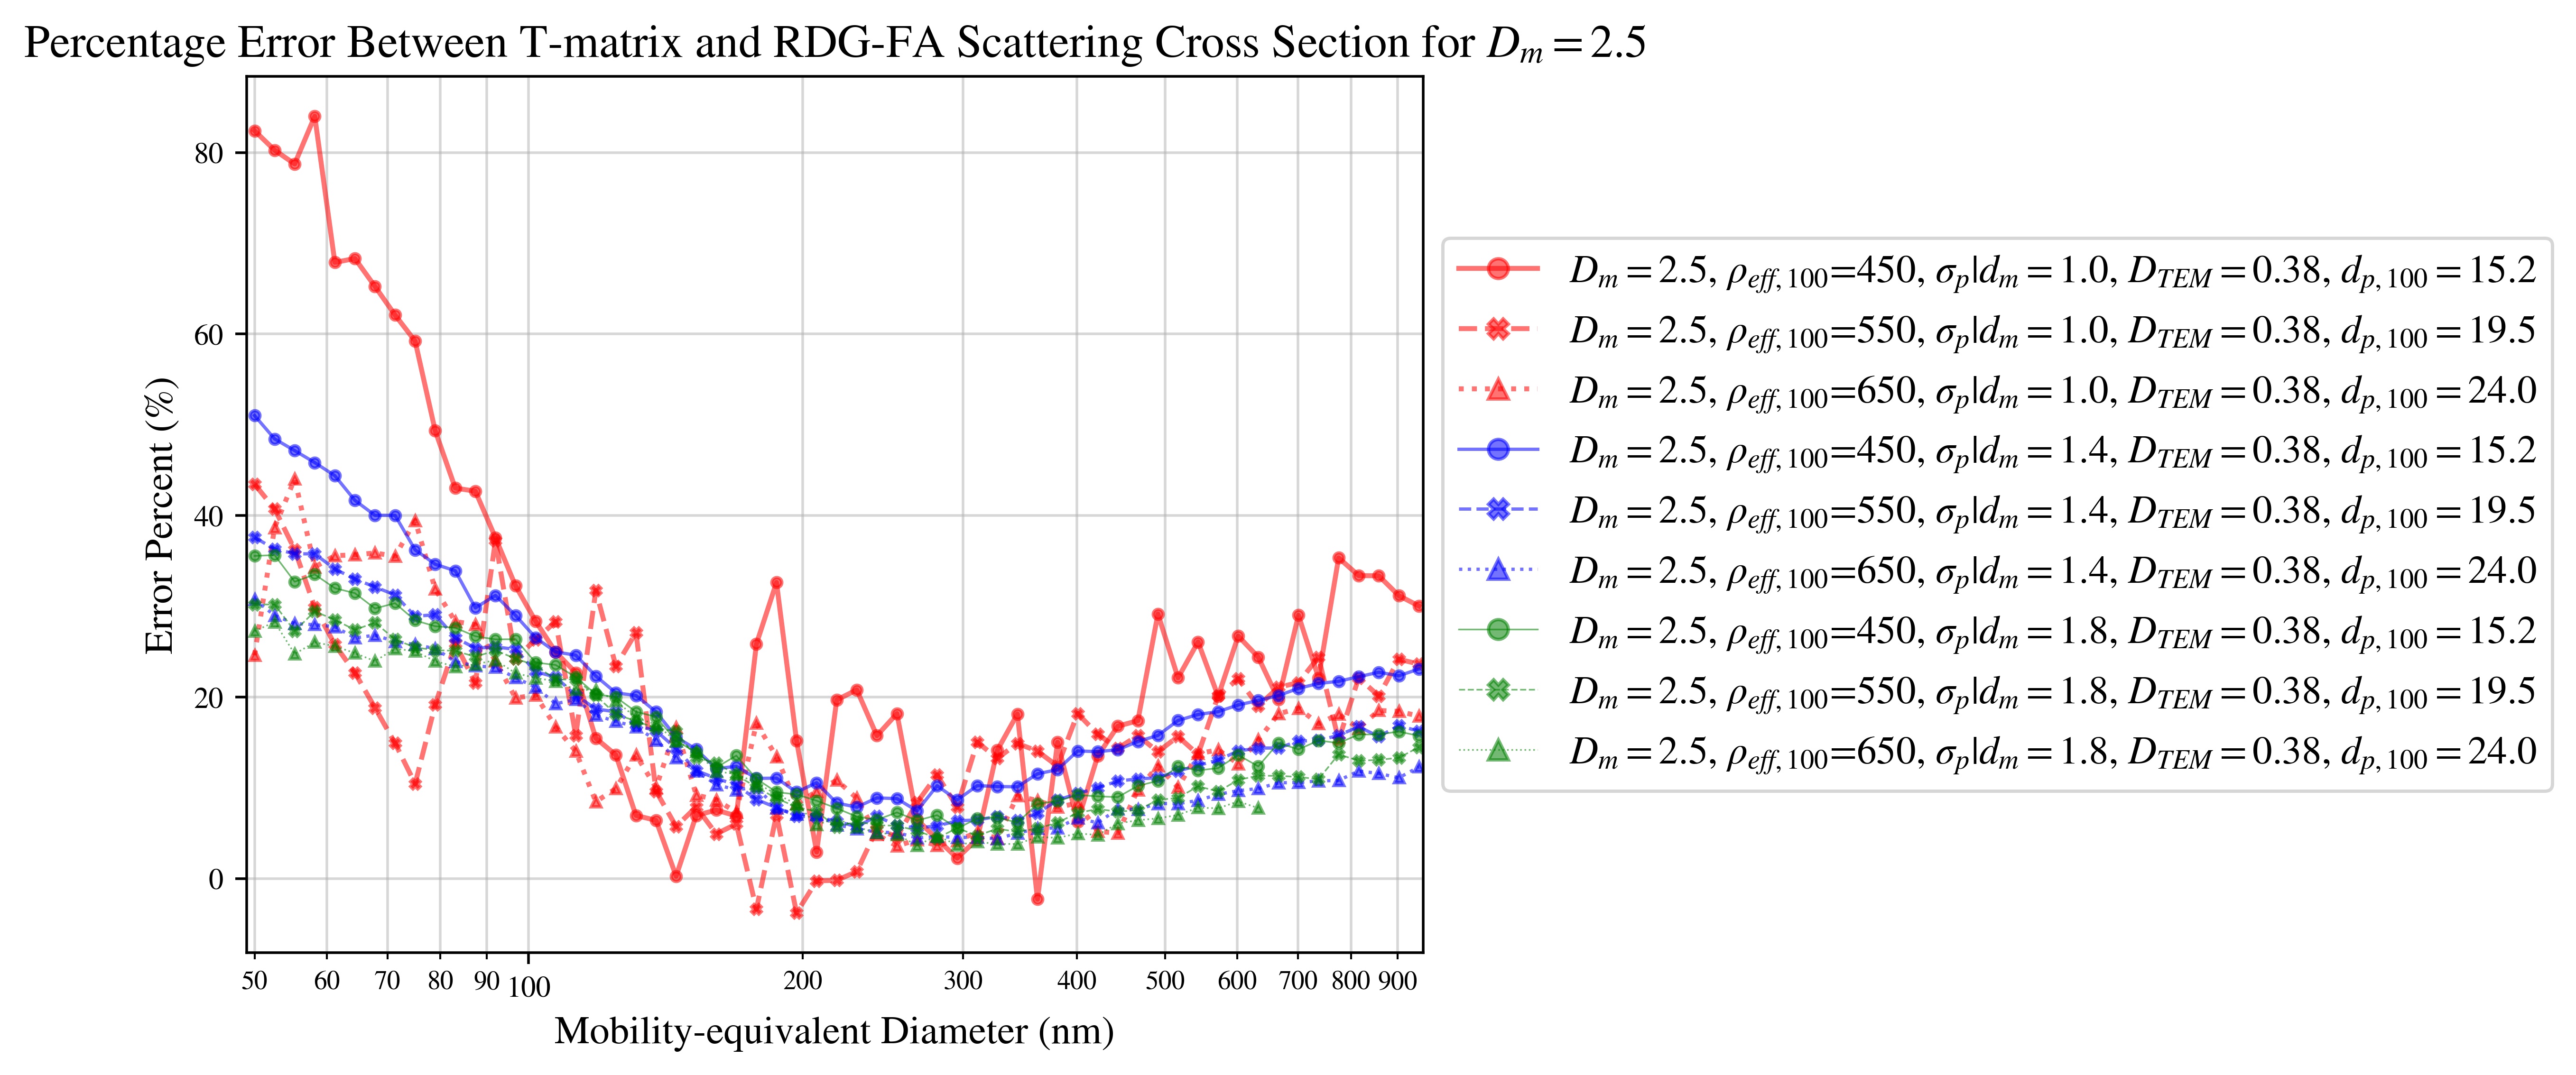 Percentage Error Between T-matrix and RDG-FA Scattering Cross Section for D_m = 2.5
Error Percent (%)
80
60
40
20
0
50 60 70 80 90 100 200 300 400 500 600 700 800 900
Mobility-equivalent Diameter (nm)
D_m = 2.5, ρ_eff,100=450, σ_p|d_m = 1.0, D_TEM = 0.38, d_p,100 = 15.2
D_m = 2.5, ρ_eff,100=550, σ_p|d_m = 1.0, D_TEM = 0.38, d_p,100 = 19.5
D_m = 2.5, ρ_eff,100=650, σ_p|d_m = 1.0, D_TEM = 0.38, d_p,100 = 24.0
D_m = 2.5, ρ_eff,100=450, σ_p|d_m = 1.4, D_TEM = 0.38, d_p,100 = 15.2
D_m = 2.5, ρ_eff,100=550, σ_p|d_m = 1.4, D_TEM = 0.38, d_p,100 = 19.5
D_m = 2.5, ρ_eff,100=650, σ_p|d_m = 1.4, D_TEM = 0.38, d_p,100 = 24.0
D_m = 2.5, ρ_eff,100=450, σ_p|d_m = 1.8, D_TEM = 0.38, d_p,100 = 15.2
D_m = 2.5, ρ_eff,100=550, σ_p|d_m = 1.8, D_TEM = 0.38, d_p,100 = 19.5
D_m = 2.5, ρ_eff,100=650, σ_p|d_m = 1.8, D_TEM = 0.38, d_p,100 = 24.0